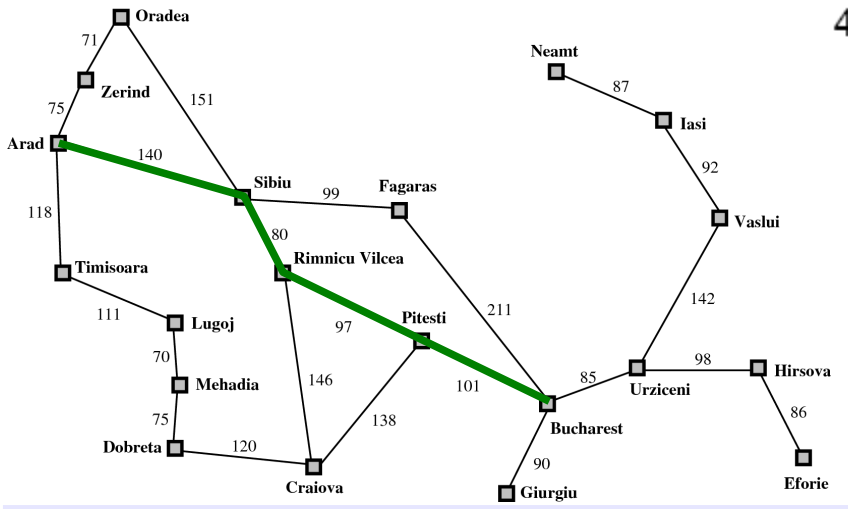 Oradea
4
71
Neamt
Zerind
87
151
75
Iasi
Arad
140
92
Sibiu
Fagaras
99
118
Vaslui
80
Timisoara
Rimnicu Vilcea
142
111
211
Lugoj
Pitesti
97
70
98
Mehadia
146
101
85
Hirsova
Urziceni
75
138
86
Bucharest
Dobreta
120
90
Craiova
Eforie
Giurgiu